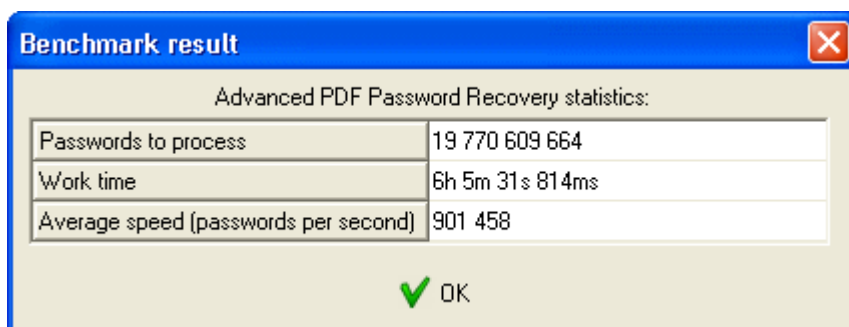 Benchmark result
Advanced PDF Password Recovery statistics:
Passwords to process 19 770 609 664
Work time 6h 5m 31s 814ms
Average speed (passwords per second) 901 458
OK